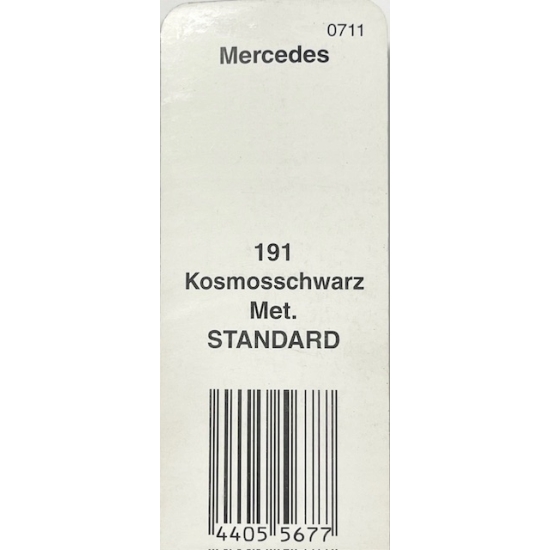 0711
Mercedes
191
Kosmosschwarz
Met.
STANDARD
4405 5677